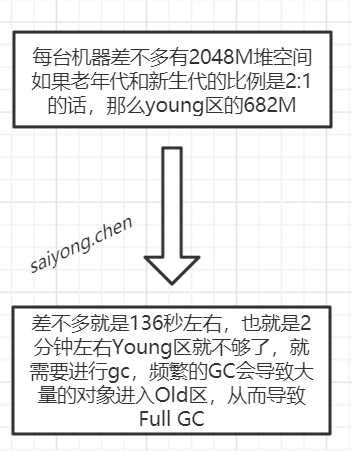 每台机器差不多有2048M堆空间
如果老年代和新生代的比例是2:1
的话，那么young区的682M
saiyong.chen
差不多就是136秒左右，也就是2
分钟左右Young区就不够了，就
需要进行gc，频繁的GC会导致大
量的对象进入Old区，从而导致
Full GC